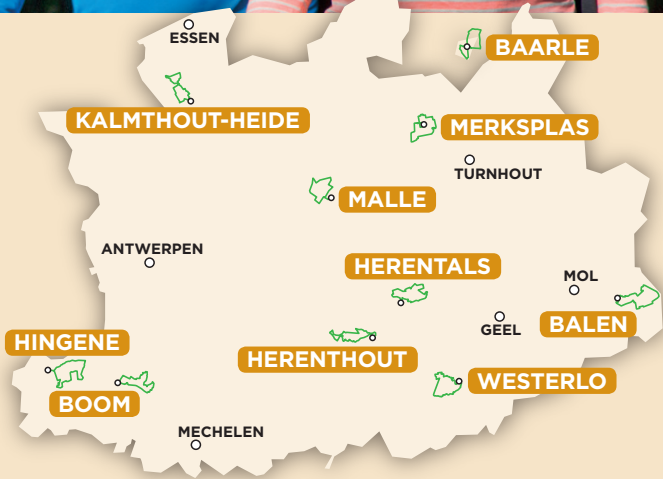 ESSEN
BAARLE
KALMTHOUT-HEIDE
MERKSPLAS
TURNHOUT
MALLE
ANTWERPEN
HERENTALS
MOL
BALEN
GEEL
HINGENE
HERENTHOUT
WESTERLO
BOOM
MECHELEN